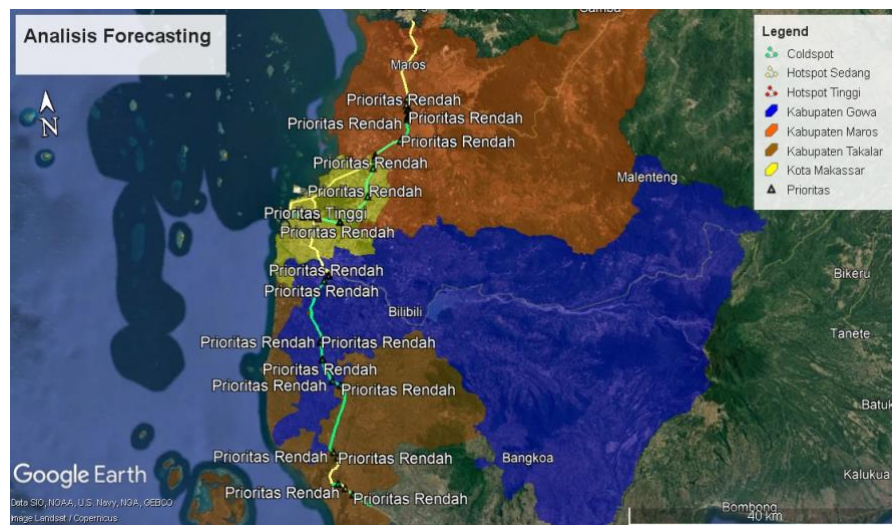 Analisis Forecasting
N
Maros
Prioritas Rendah
Prioritas Rendah
Prioritas Rendah
Prioritas Rendah
Prioritas Rendah
Prioritas Rendah
Prioritas Tinggi
Prioritas Rendah
Prioritas Rendah
Prioritas Rendah
Bilibili
Prioritas Rendah
Prioritas Rendah
Prioritas Rendah
Prioritas Rendah
Prioritas Rendah
Prioritas Rendah
Prioritas Rendah
Prioritas Rendah
Prioritas Rendah
Malenteng
Bikeru
Tanete
Batuk
Bangkoa
Kalukua
Bombong
40 km
Legend
Coldspot
Hotspot Sedang
Hotspot Tinggi
Kabupaten Gowa
Kabupaten Maros
Kabupaten Takalar
Kota Makassar
Prioritas
Google Earth
Data SIO, NOAA, U.S. Navy, NGA, GEBCO
Image Landsat / Copernicus